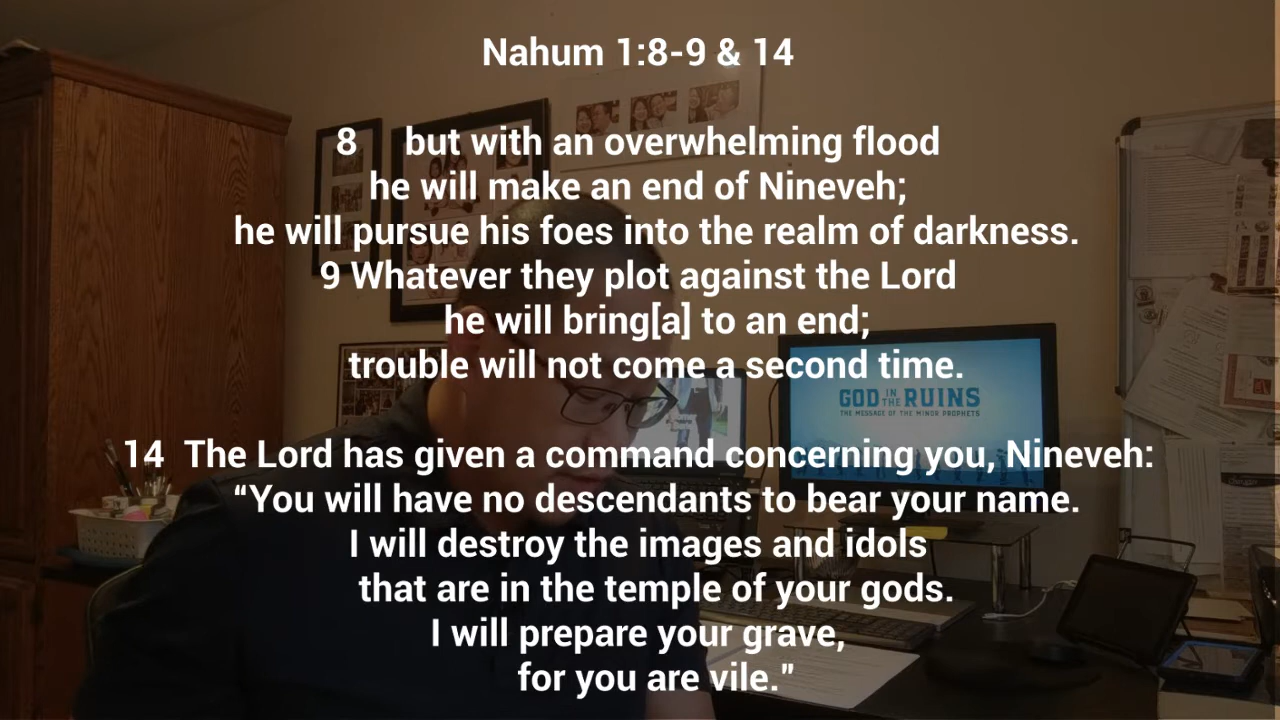 Nahum 1:8-9 & 14
8 but with an overwhelming flood
he will make an end of Nineveh;
he will pursue his foes into the realm of darkness.
9 Whatever they plot against the Lord
he will bring[a] to an end;
trouble will not come a second time.
GOD IN THE RUINS
THE MESSAGE OF THE MINOR PROPHETS
14 The Lord has given a command concerning you, Nineveh:
“You will have no descendants to bear your name.
I will destroy the images and idols
that are in the temple of your gods.
I will prepare your grave,
for you are vile.”